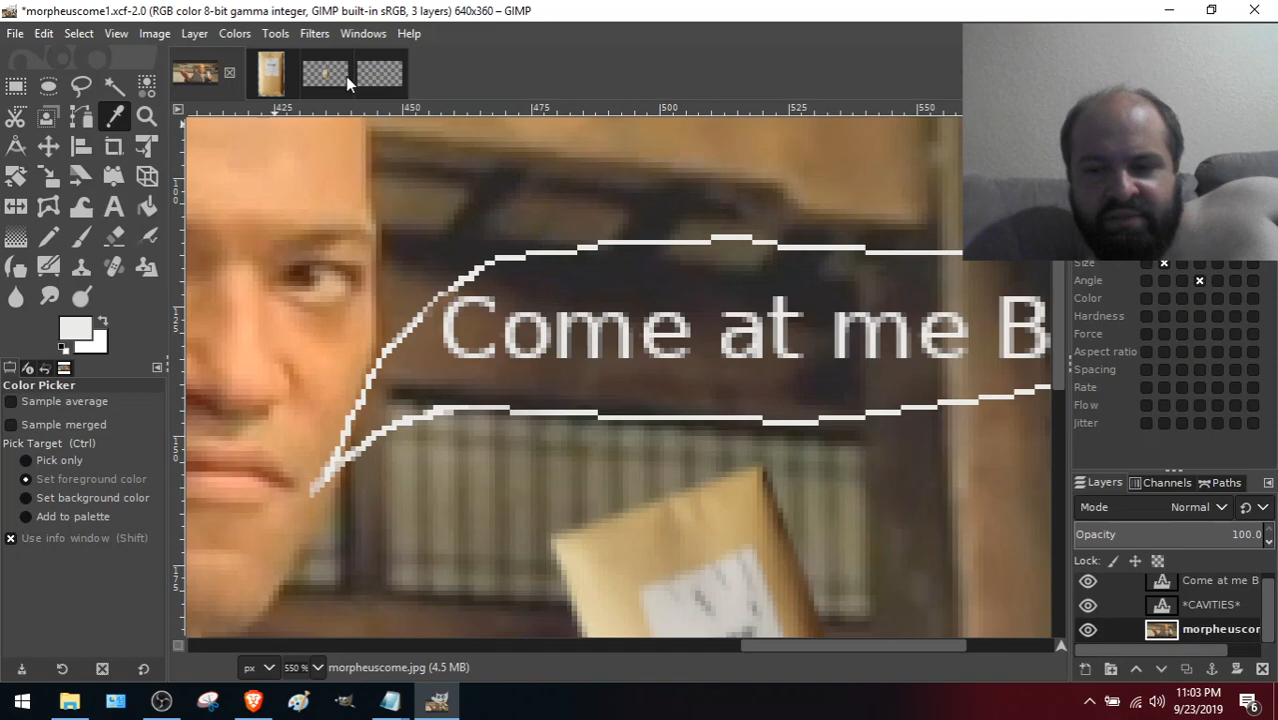 *morpheuscome1.xcf-2.0 (RGB color 8-bit gamma integer, GIMP built-in sRGB, 3 layers) 640x360 – GIMP
File Edit Select View Image Layer Colors Tools Filters Windows Help
425 450 475 500 525 550
100
125
150
175
Come at me B
Color Picker
Sample average
Sample merged
Pick Target (Ctrl)
Pick only
Set foreground color
Set background color
Add to palette
Use info window (Shift)
Size
Angle
Color
Hardness
Force
Aspect ratio
Spacing
Rate
Flow
Jitter
Layers Channels Paths
Mode Normal
Opacity 100.0
Lock:
Come at me B
*CAVITIES*
morpheuscor
px 550 % morpheuscome.jpg (4.5 MB)
11:03 PM
9/23/2019
6